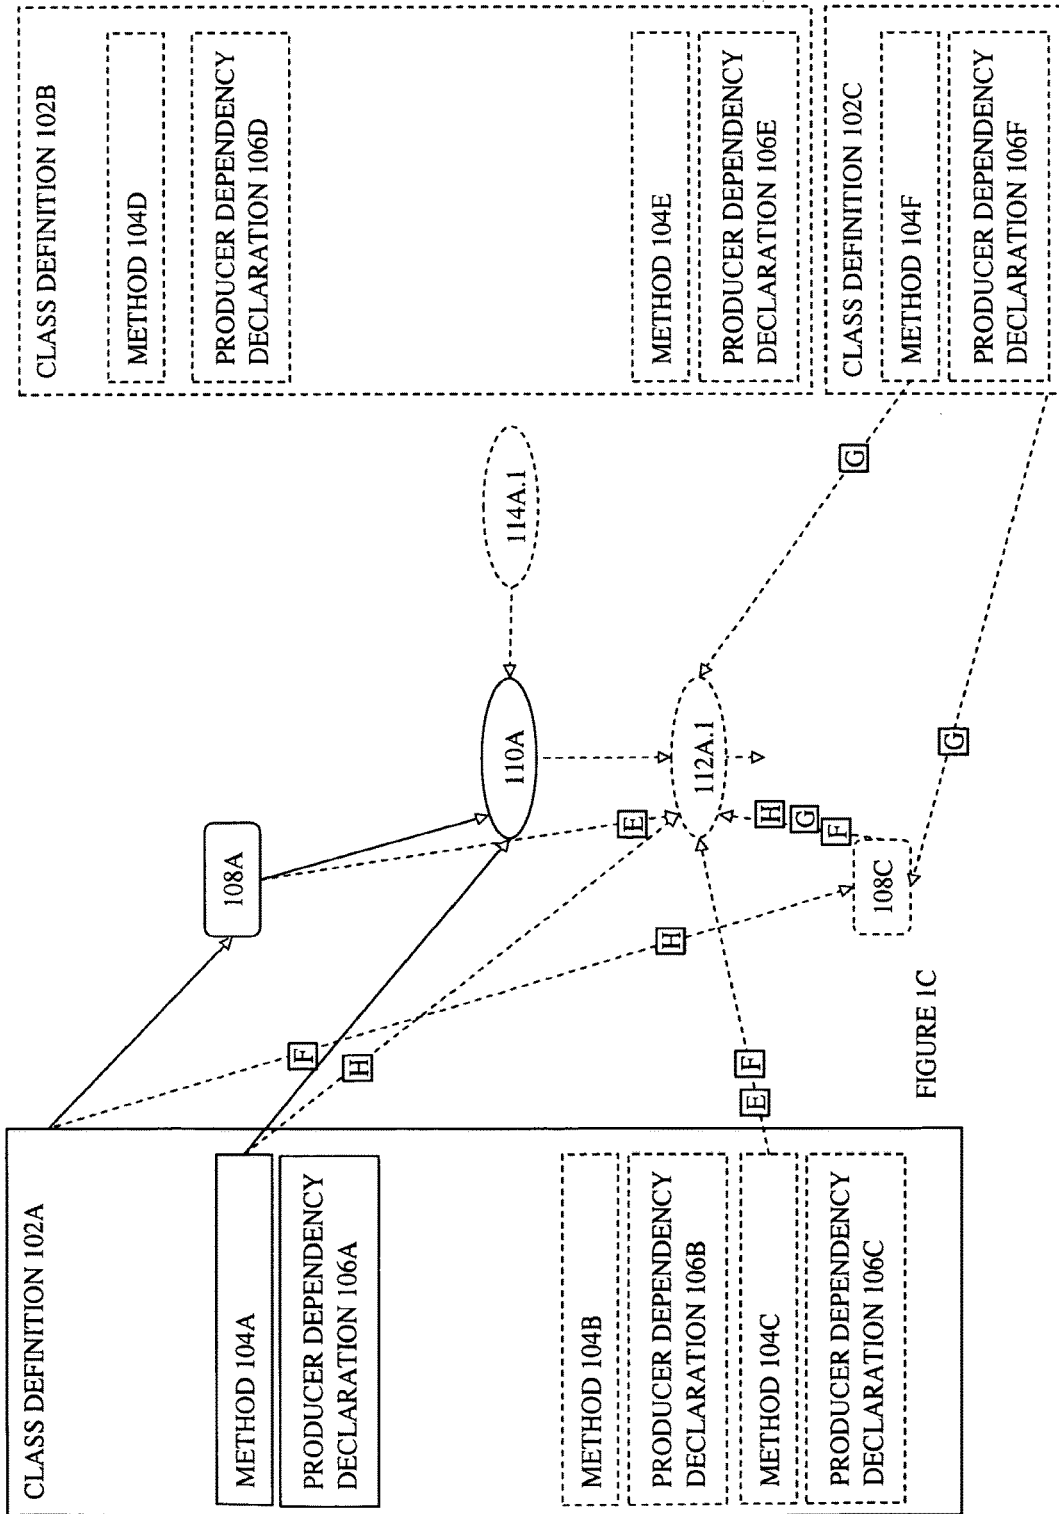 CLASS DEFINITION 102A
METHOD 104A
PRODUCER DEPENDENCY
DECLARATION 106A
METHOD 104B
PRODUCER DEPENDENCY
DECLARATION 106B
METHOD 104C
PRODUCER DEPENDENCY
DECLARATION 106C
108A
F
H
H
E
E
F
110A
114A.1
112A.1
H
G
F
108C
G
G
CLASS DEFINITION 102B
METHOD 104D
PRODUCER DEPENDENCY
DECLARATION 106D
METHOD 104E
PRODUCER DEPENDENCY
DECLARATION 106E
CLASS DEFINITION 102C
METHOD 104F
PRODUCER DEPENDENCY
DECLARATION 106F
FIGURE 1C